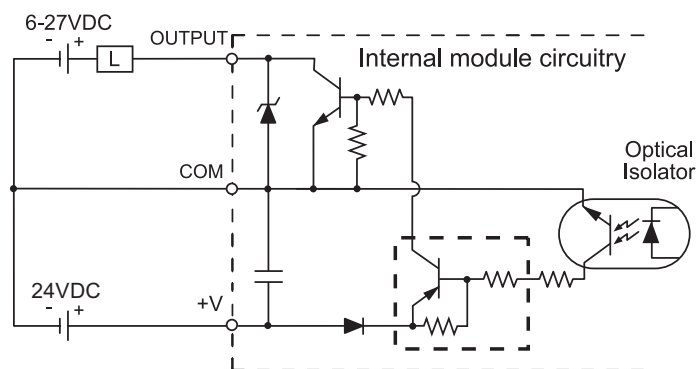 6-27VDC
- +
L
OUTPUT
Internal module circuitry
COM
Optical
Isolator
24VDC
- +
+V